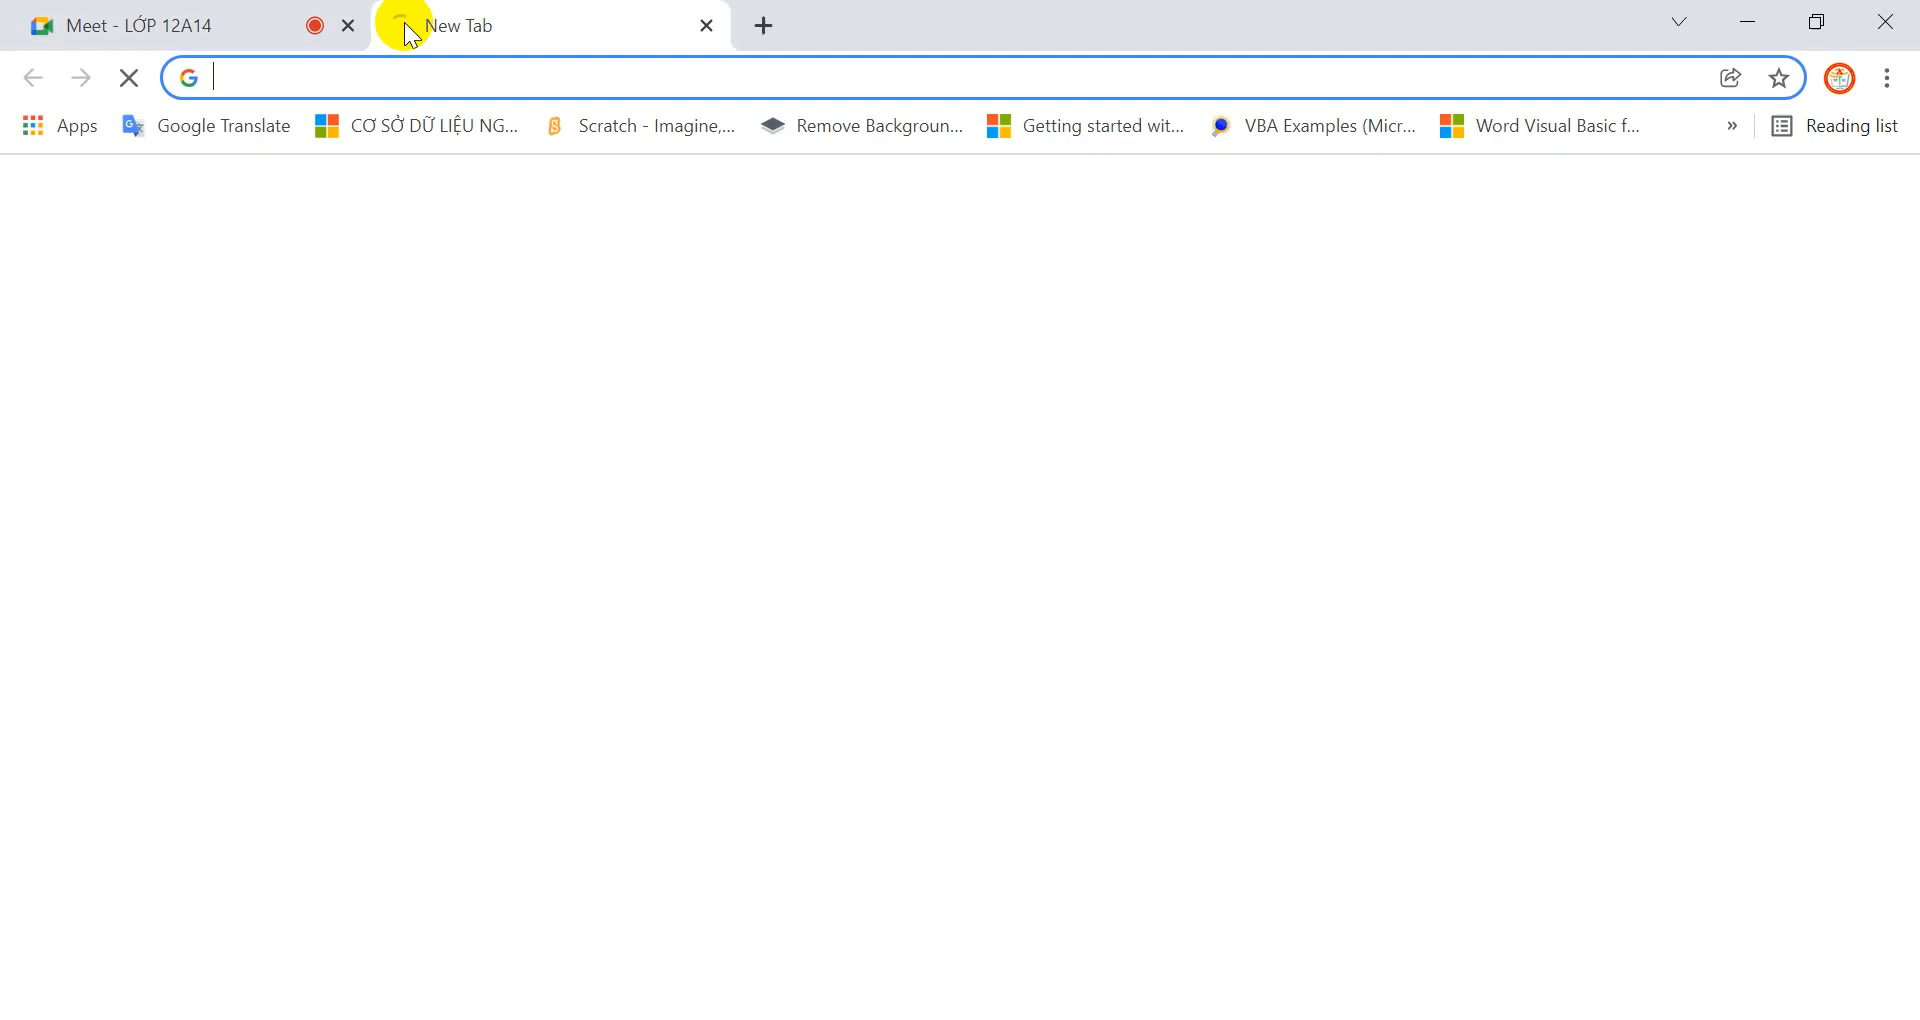 Meet - LỚP 12A14
New Tab
Apps
Google Translate
CƠ SỞ DỮ LIỆU NG...
Scratch - Imagine,...
Remove Backgroun...
Getting started wit...
VBA Examples (Micr...
Word Visual Basic f...
»
Reading list